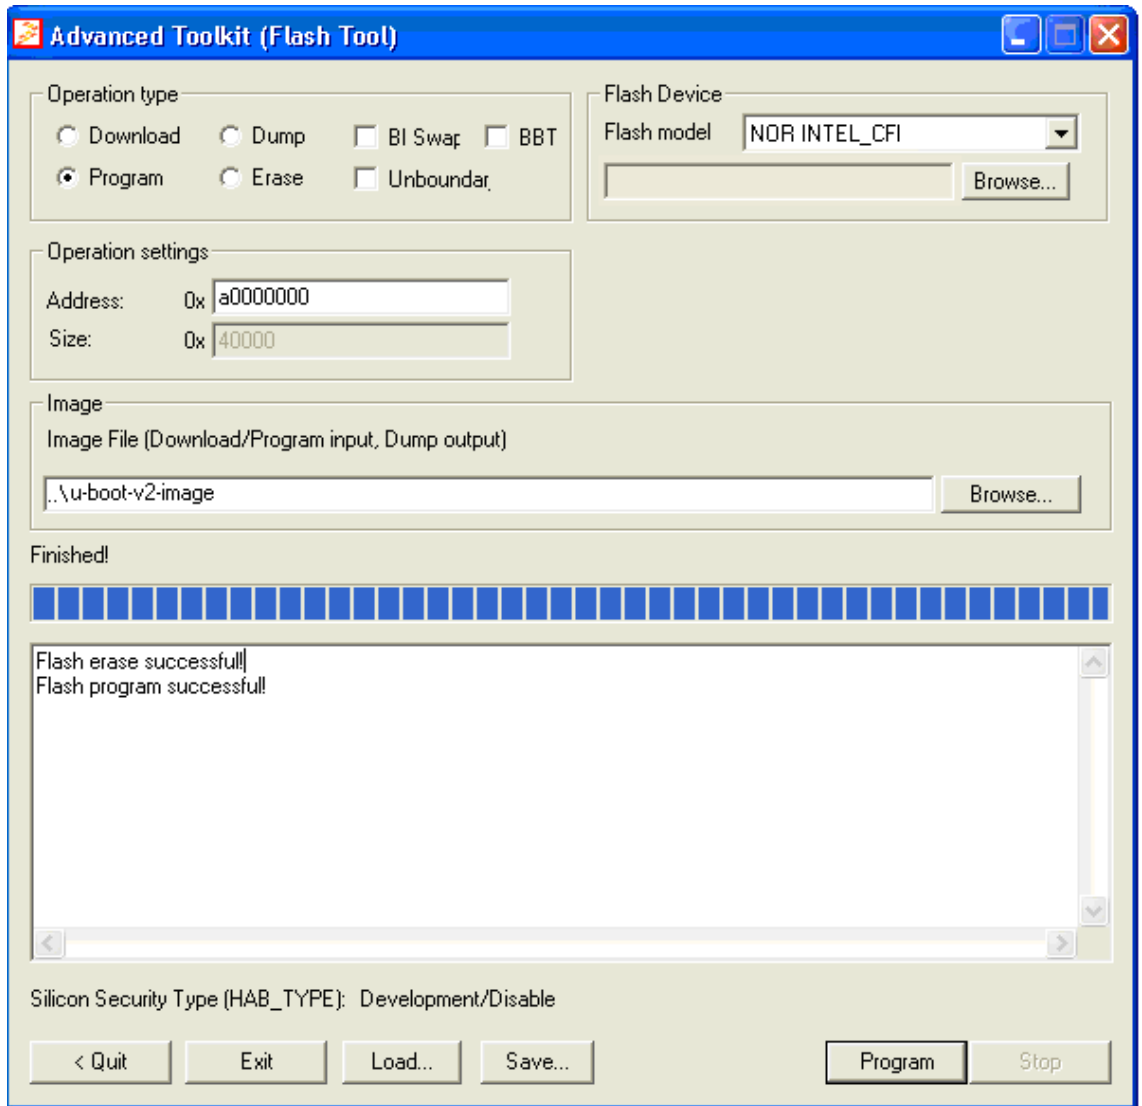 Advanced Toolkit (Flash Tool)
Operation type
Download Dump BI Swap BBT
Program Erase Unboundar
Flash Device
Flash model NOR INTEL_CFI
Browse...
Operation settings
Address: 0x a0000000
Size: 0x 40000
Image
Image File (Download/Program input, Dump output)
..\u-boot-v2-image Browse...
Finished!
Flash erase successful!
Flash program successful!
Silicon Security Type (HAB_TYPE): Development/Disable
< Quit Exit Load... Save... Program Stop